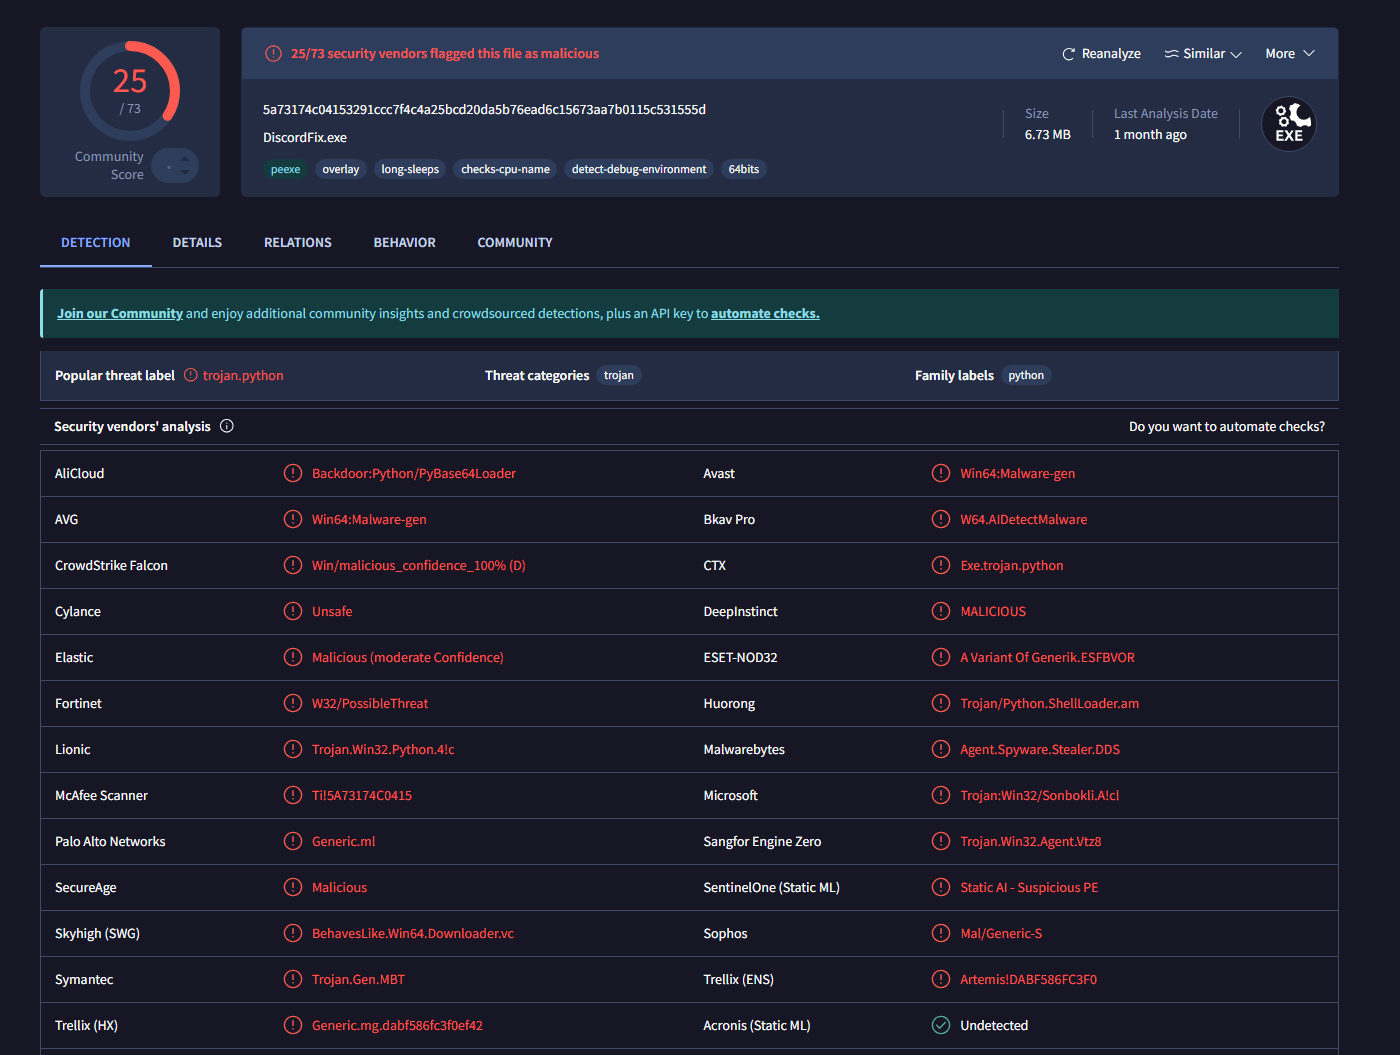 25
/ 73
Community
Score
25/73 security vendors flagged this file as malicious
Reanalyze
Similar
More
5a73174c04153291ccc7f4c4a25bcd20da5b76ead6c15673aa7b0115c531555d
DiscordFix.exe
Size
6.73 MB
Last Analysis Date
1 month ago
EXE
peexe
overlay
long-sleeps
checks-cpu-name
detect-debug-environment
64bits
DETECTION
DETAILS
RELATIONS
BEHAVIOR
COMMUNITY
Join our Community and enjoy additional community insights and crowdsourced detections, plus an API key to automate checks.
Popular threat label trojan.python
Threat categories trojan
Family labels python
Security vendors' analysis
Do you want to automate checks?
AliCloud Backdoor:Python/PyBase64Loader
Avast Win64:Malware-gen
AVG Win64:Malware-gen
Bkav Pro W64.AIDetectMalware
CrowdStrike Falcon Win/malicious_confidence_100% (D)
CTX Exe.trojan.python
Cylance Unsafe
DeepInstinct MALICIOUS
Elastic Malicious (moderate Confidence)
ESET-NOD32 A Variant Of Generik.ESFBVOR
Fortinet W32/PossibleThreat
Huorong Trojan/Python.ShellLoader.am
Lionic Trojan.Win32.Python.4!c
Malwarebytes Agent.Spyware.Stealer.DDS
McAfee Scanner Ti!5A73174C0415
Microsoft Trojan:Win32/Sonbokli.A!cl
Palo Alto Networks Generic.ml
Sangfor Engine Zero Trojan.Win32.Agent.Vtz8
SecureAge Malicious
SentinelOne (Static ML) Static AI - Suspicious PE
Skyhigh (SWG) BehavesLike.Win64.Downloader.vc
Sophos Mal/Generic-S
Symantec Trojan.Gen.MBT
Trellix (ENS) Artemis!DABF586FC3F0
Trellix (HX) Generic.mg.dabf586fc3f0ef42
Acronis (Static ML) Undetected